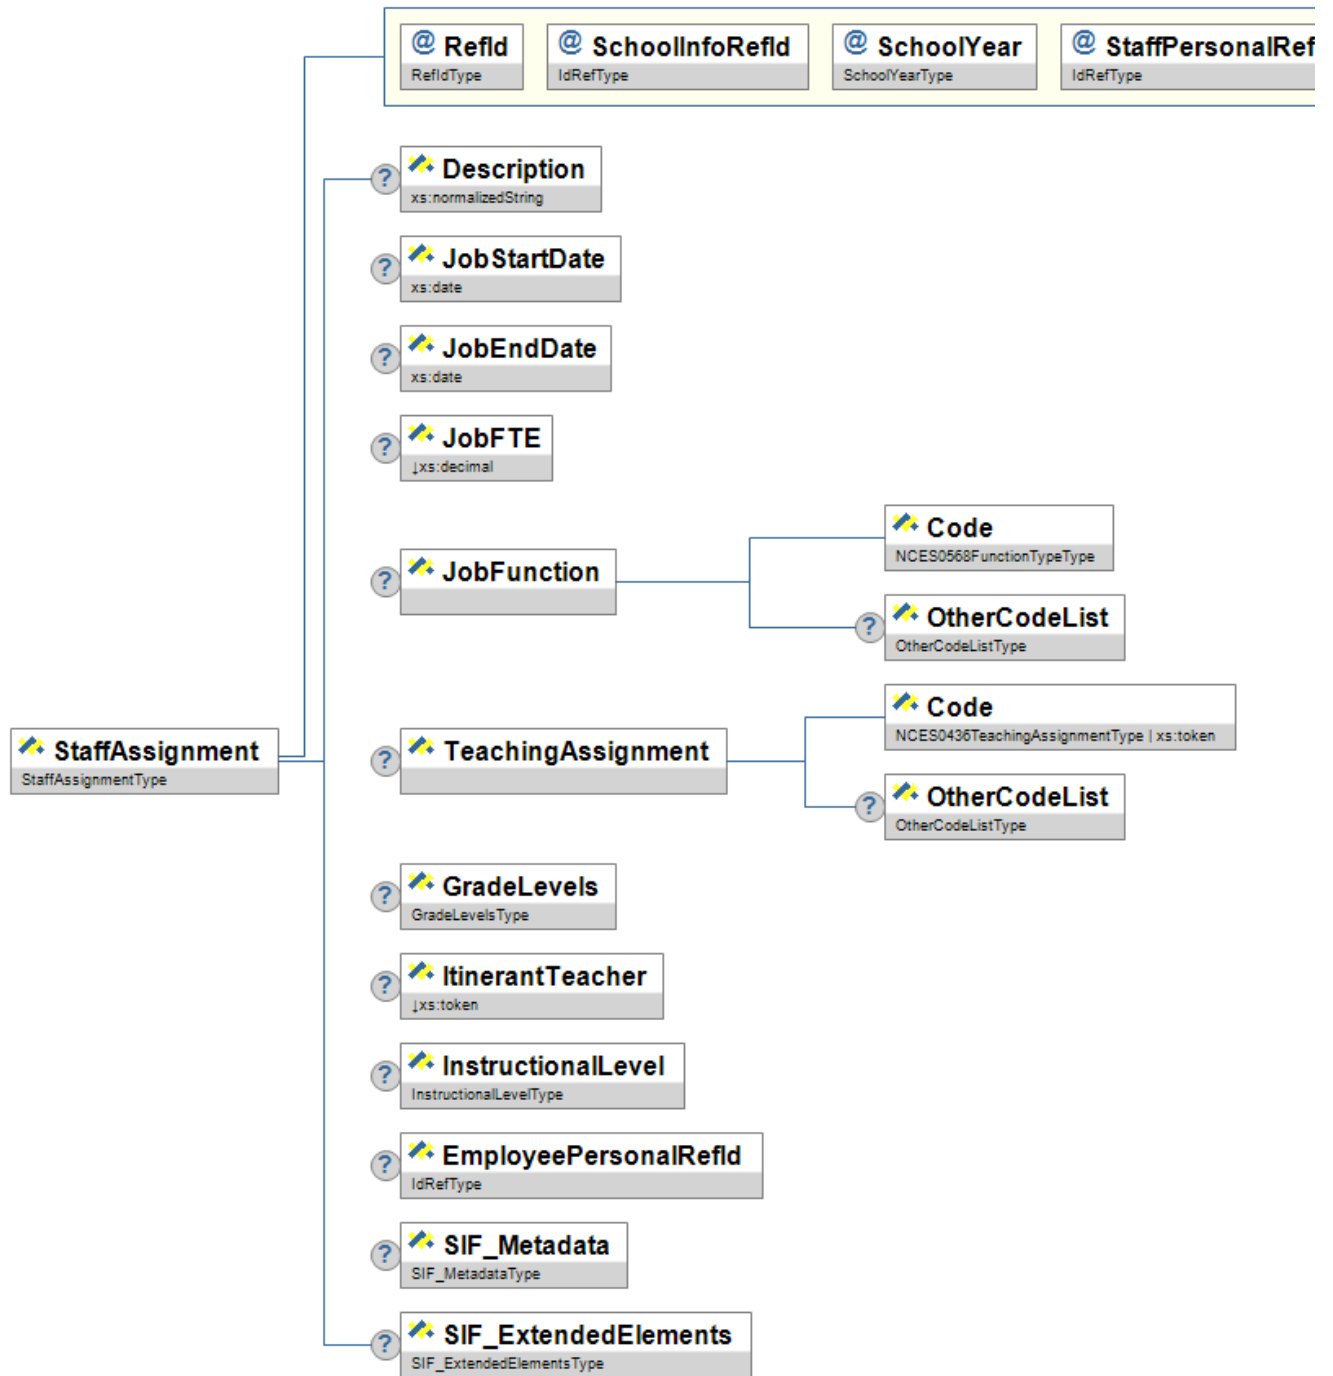 @ RefId
RefIdType
@ SchoolInfoRefId
IdRefType
@ SchoolYear
SchoolYearType
@ StaffPersonalRef
IdRefType
? Description
xs:normalizedString
? JobStartDate
xs:date
? JobEndDate
xs:date
? JobFTE
↓xs:decimal
? JobFunction
Code
NCES0568FunctionTypeType
? OtherCodeList
OtherCodeListType
StaffAssignment
StaffAssignmentType
? TeachingAssignment
Code
NCES0436TeachingAssignmentType | xs:token
? OtherCodeList
OtherCodeListType
? GradeLevels
GradeLevelsType
? ItinerantTeacher
↓xs:token
? InstructionalLevel
InstructionalLevelType
? EmployeePersonalRefId
IdRefType
? SIF_Metadata
SIF_MetadataType
? SIF_ExtendedElements
SIF_ExtendedElementsType